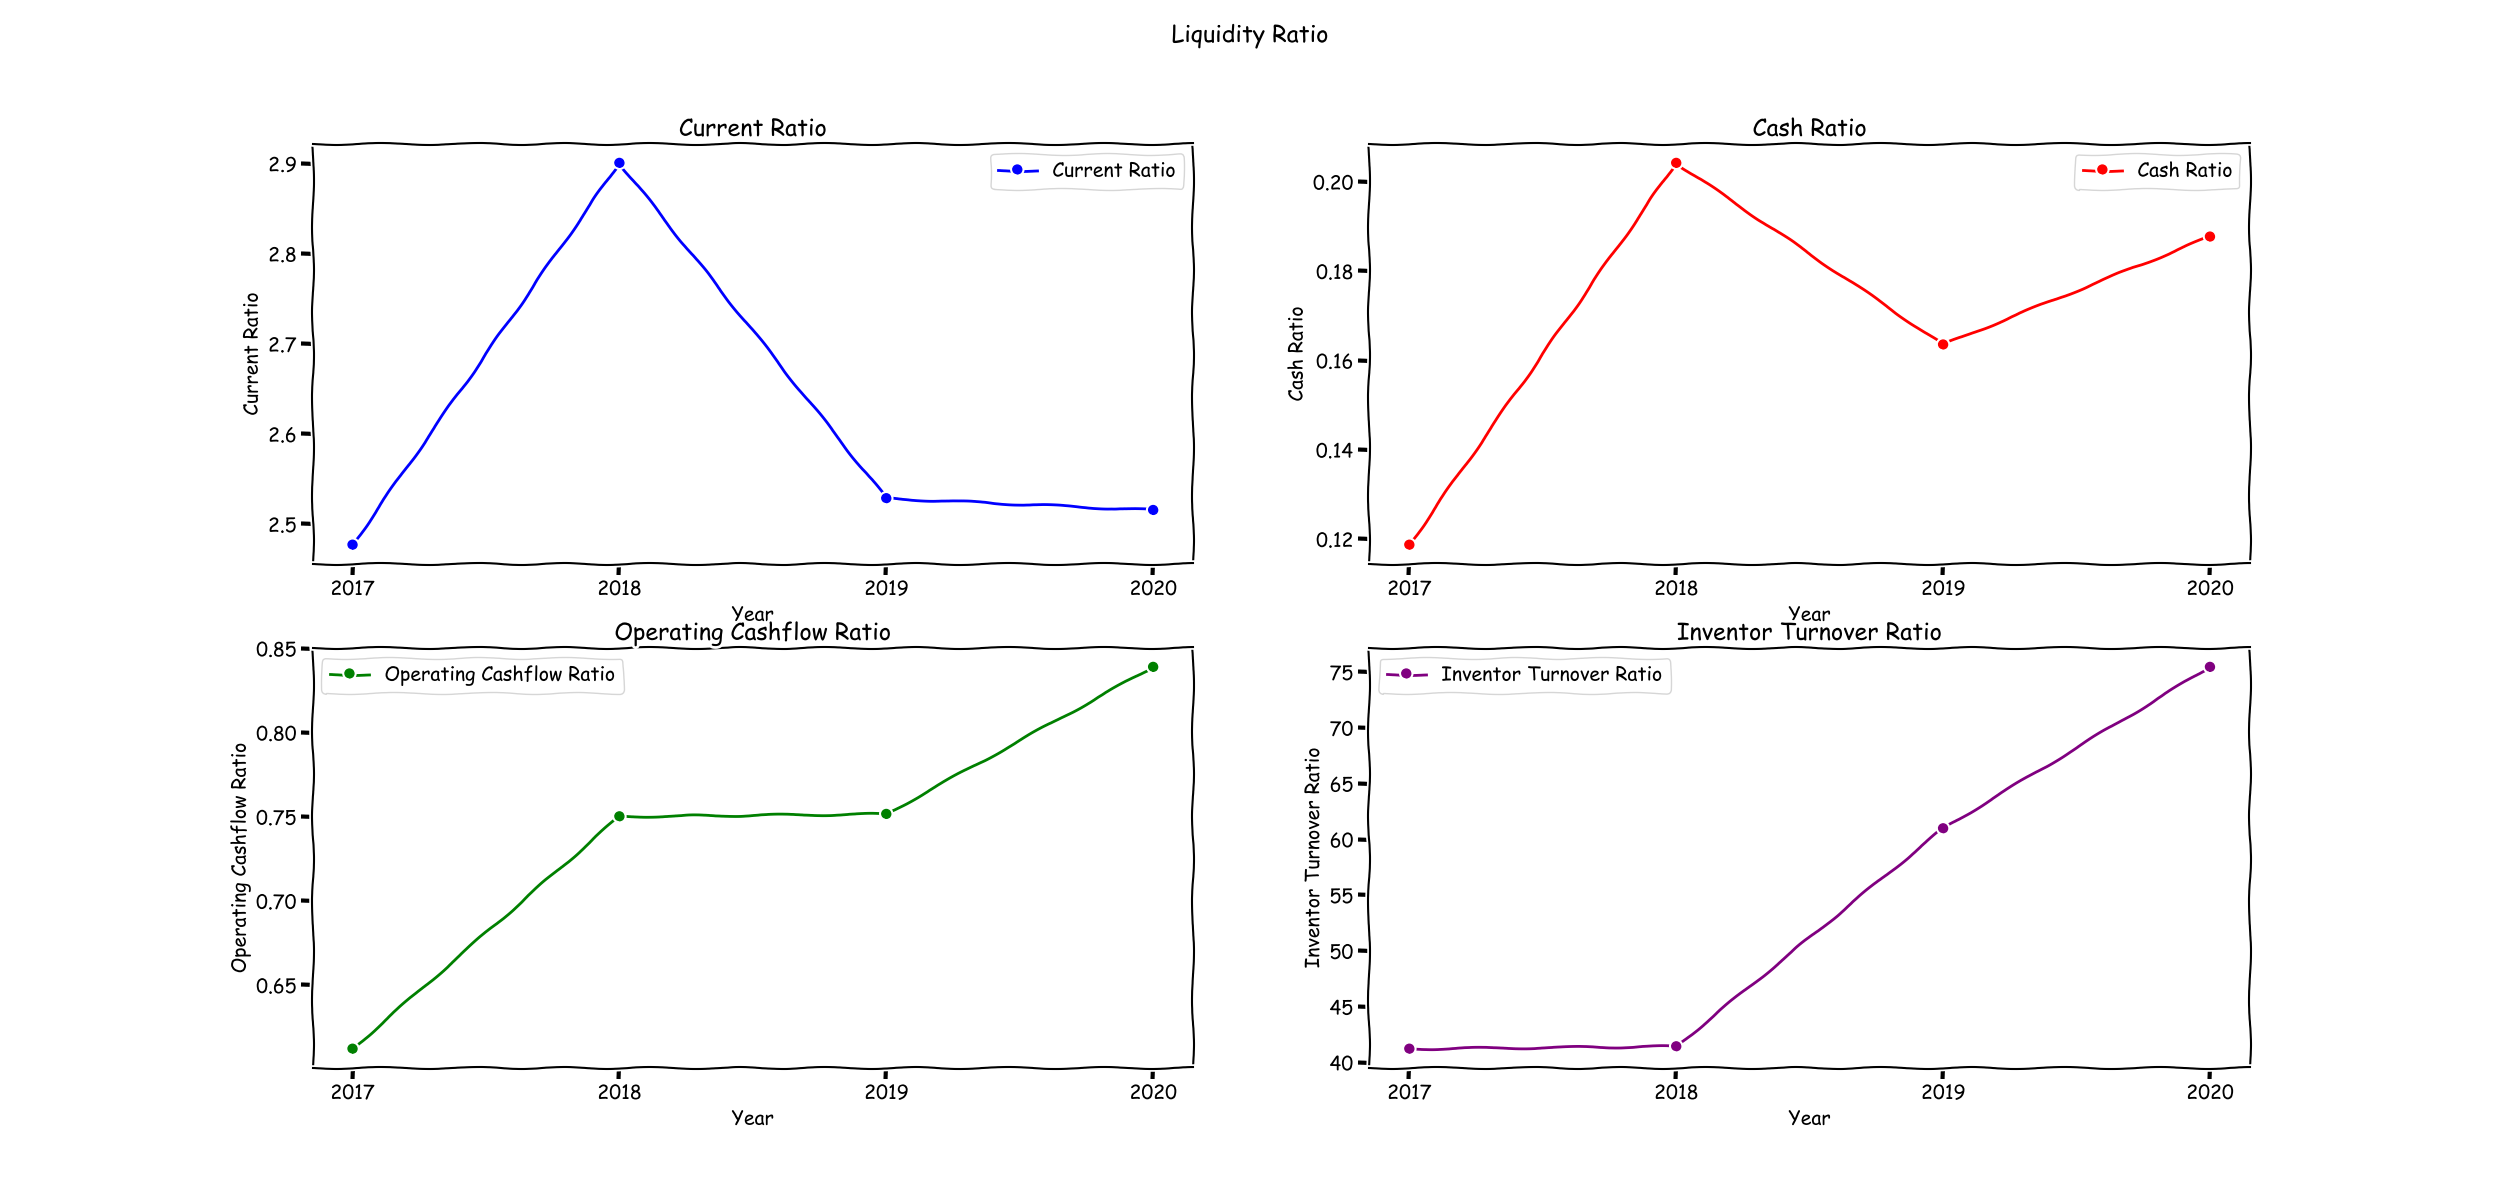 Liquidity Ratio
Current Ratio
Current Ratio
2.9
2.8
2.7
2.6
2.5
Current Ratio
2017 2018 2019 2020
Year
Cash Ratio
Cash Ratio
0.20
0.18
0.16
0.14
0.12
Cash Ratio
2017 2018 2019 2020
Year
Operating Cashflow Ratio
Operating Cashflow Ratio
0.85
0.80
0.75
0.70
0.65
Operating Cashflow Ratio
2017 2018 2019 2020
Year
Inventor Turnover Ratio
Inventor Turnover Ratio
75
70
65
60
55
50
45
40
Inventor Turnover Ratio
2017 2018 2019 2020
Year